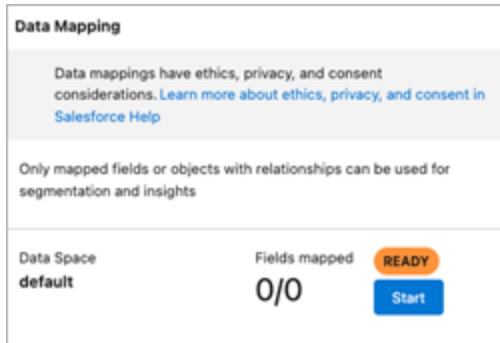 Data Mapping
Data mappings have ethics, privacy, and consent
considerations. Learn more about ethics, privacy, and consent in
Salesforce Help
Only mapped fields or objects with relationships can be used for
segmentation and insights
Data Space
default
Fields mapped
0/0
READY
Start